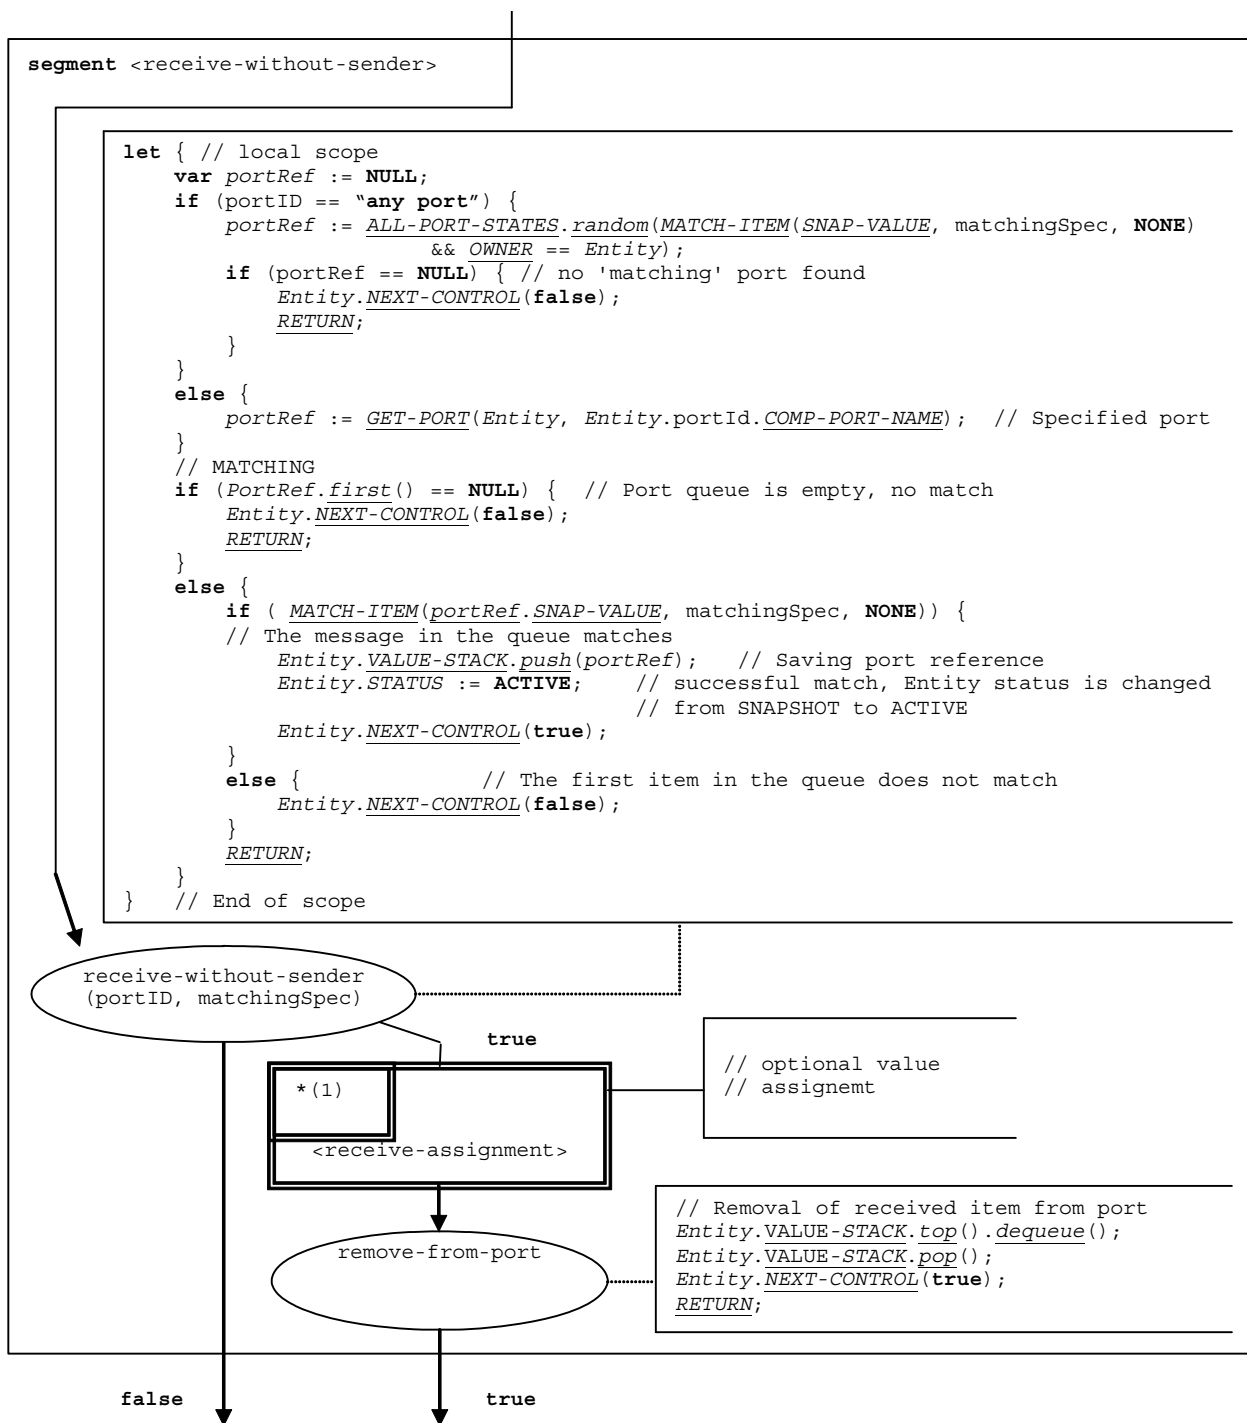 segment <receive-without-sender>
let { // local scope
var portRef := NULL;
if (portID == “any port”) {
portRef := ALL-PORT-STATES.random(MATCH-ITEM(SNAP-VALUE, matchingSpec, NONE)
&& OWNER == Entity);
if (portRef == NULL) { // no 'matching' port found
Entity.NEXT-CONTROL(false);
RETURN;
}
}
else {
portRef := GET-PORT(Entity, Entity.portId.COMP-PORT-NAME);  // Specified port
}
// MATCHING
if (PortRef.first() == NULL) {  // Port queue is empty, no match
Entity.NEXT-CONTROL(false);
RETURN;
}
else {
if ( MATCH-ITEM(portRef.SNAP-VALUE, matchingSpec, NONE)) {
// The message in the queue matches
Entity.VALUE-STACK.push(portRef);   // Saving port reference
Entity.STATUS := ACTIVE;    // successful match, Entity status is changed
// from SNAPSHOT to ACTIVE
Entity.NEXT-CONTROL(true);
}
else {               // The first item in the queue does not match
Entity.NEXT-CONTROL(false);
}
RETURN;
}
}   // End of scope
receive-without-sender
(portID, matchingSpec)
true
// optional value
// assignemt
*(1)
<receive-assignment>
// Removal of received item from port
Entity.VALUE-STACK.top().dequeue();
Entity.VALUE-STACK.pop();
Entity.NEXT-CONTROL(true);
RETURN;
remove-from-port
false
true